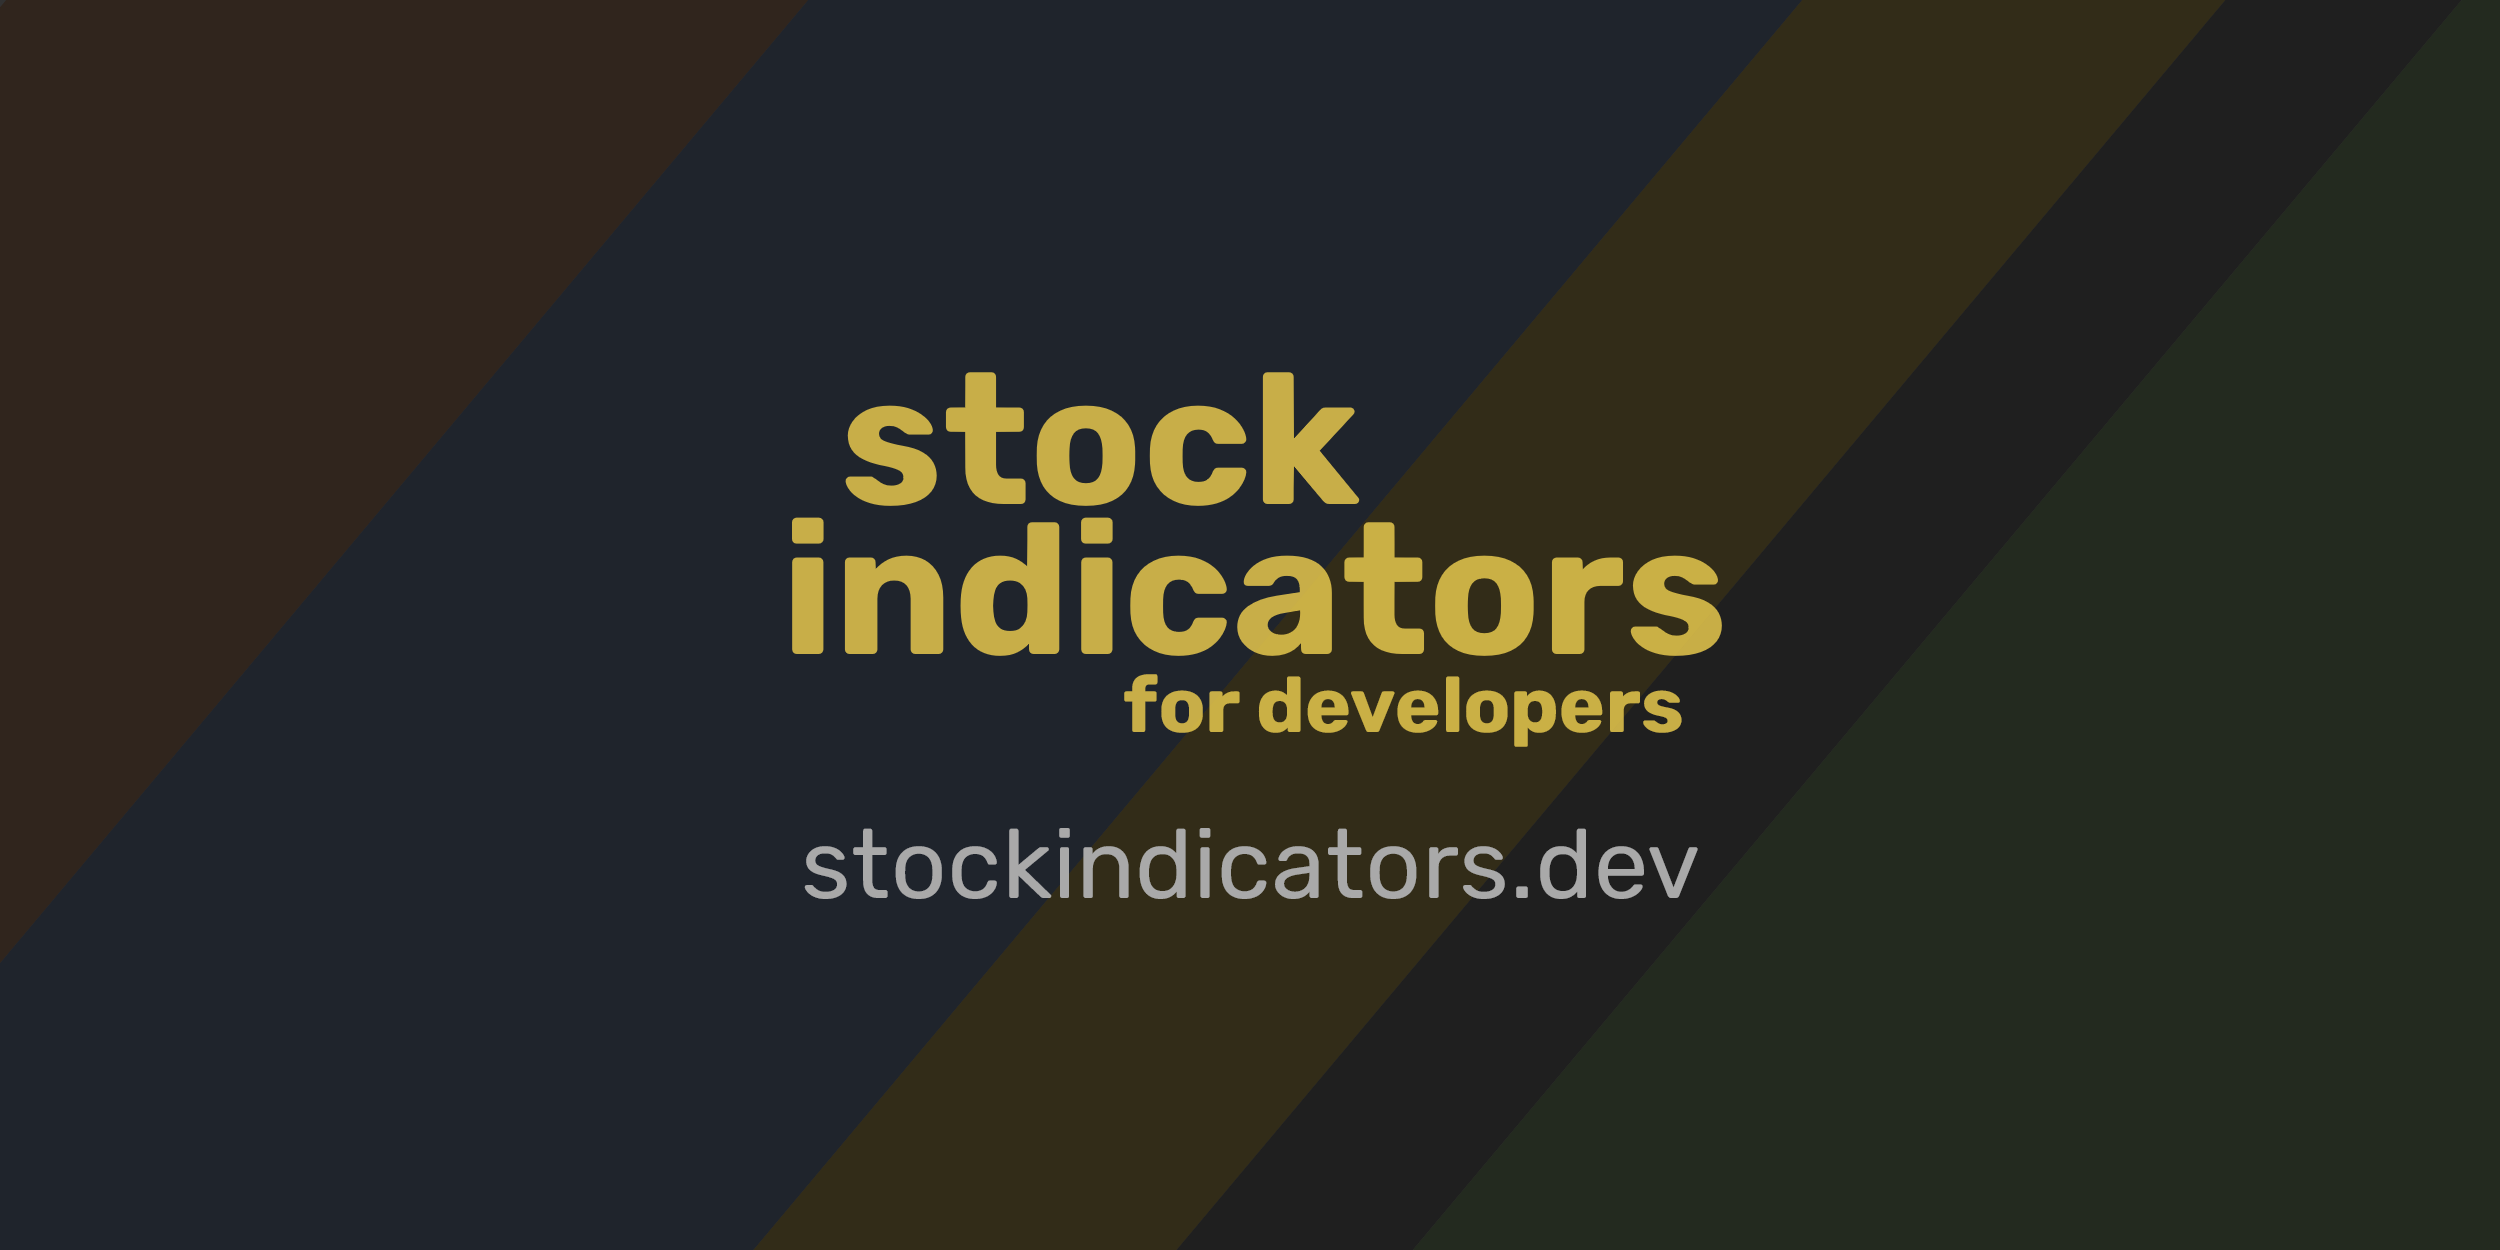 stock
indicators
for developers
stockindicators.dev